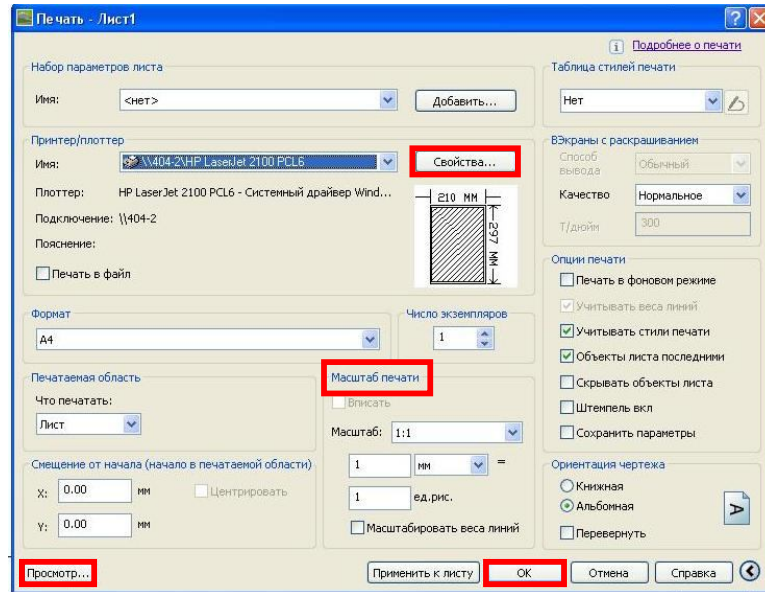 Печать - Лист1
Подробнее о печати
Набор параметров листа
Имя: <нет> Добавить...
Таблица стилей печати
Нет
Принтер/плоттер
Имя: \\404-2\HP LaserJet 2100 PCL6 Свойства...
Плоттер: HP LaserJet 2100 PCL6 - Системный драйвер Wind...
Подключение: \\404-2
Пояснение:
Печать в файл
210 MM
297 MM
ВЭкраны с раскрашиванием
Способ вывода Обычный
Качество Нормальное
Т/дюйм 300
Формат
A4
Число экземпляров
1
Опции печати
Печать в фоновом режиме
Учитывать веса линий
Учитывать стили печати
Объекты листа последними
Скрывать объекты листа
Штемпель вкл
Сохранить параметры
Печатаемая область
Что печатать:
Лист
Масштаб печати
Вписать
Масштаб: 1:1
1 мм =
1 ед.рис.
Масштабировать веса линий
Смещение от начала (начало в печатаемой области)
X: 0.00 мм Центрировать
Y: 0.00 мм
Ориентация чертежа
Книжная
Альбомная
Перевернуть
A
Просмотр... Применить к листу ОК Отмена Справка